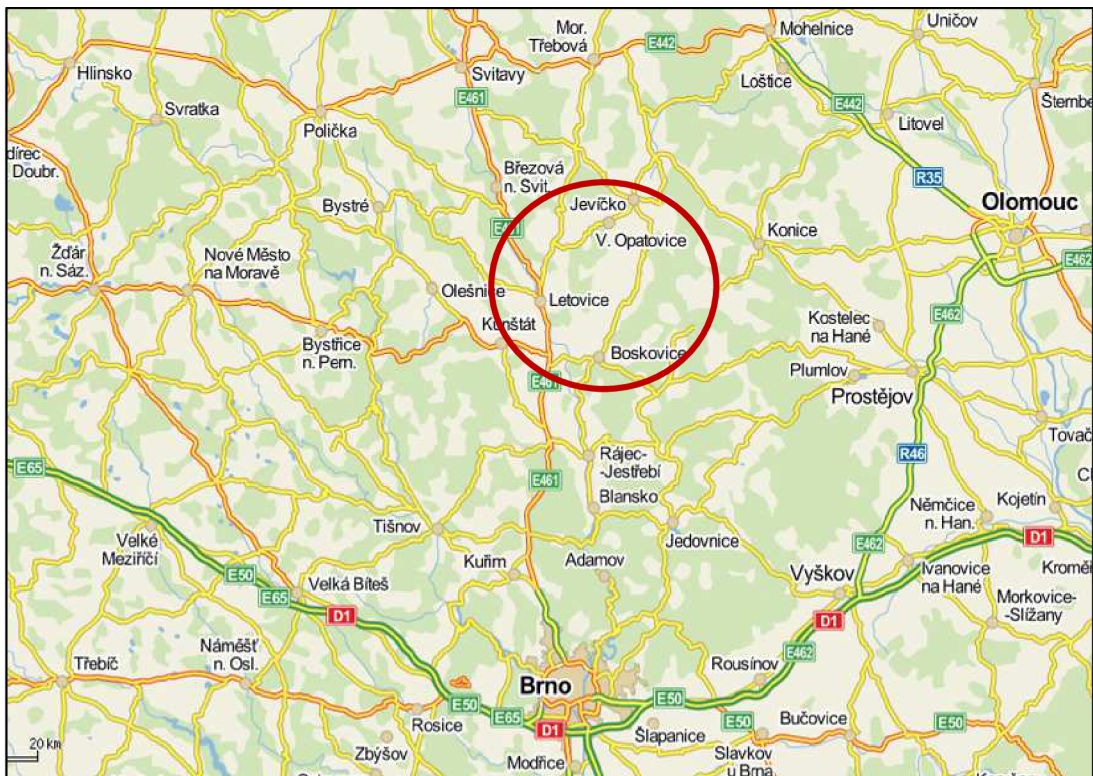 Mor.
Třebová
E442
Mohelnice
Uničov
Hlinsko
Svitavy
Loštice
E461
E442
Šternbe
Svratka
Polička
Litovel
dírec
Doubr.
Březová
n. Svit.
R35
Bystré
Jevíčko
Olomouc
E461
V. Opatovice
Konice
Žďár
n. Sáz.
Nové Město
na Moravě
E462
Olešnice
Letovice
E462
Kunštát
Kostelec
na Hané
Bystřice
n. Pern.
Boskovice
Plumlov
E461
Prostějov
Tovač
Rájec-
-Jestřebí
R46
E65
E461
Blansko
Němčice
n. Han.
Kojetín
Velké
Meziříčí
Tišnov
Jedovnice
E462
D1
Kuřim
Adamov
Vyškov
Ivanovice
na Hané
Kroměř
E50
E65
Velká Bíteš
D1
D1
Morkovice-
-Slížany
Náměšť
n. Osl.
E462
Třebíč
Rousínov
Brno
E50
E50
E65
Rosice
D1
E50
Bučovice
E50
Šlapanice
20 km
Zbýšov
Modřice
Slavkov
u Brna